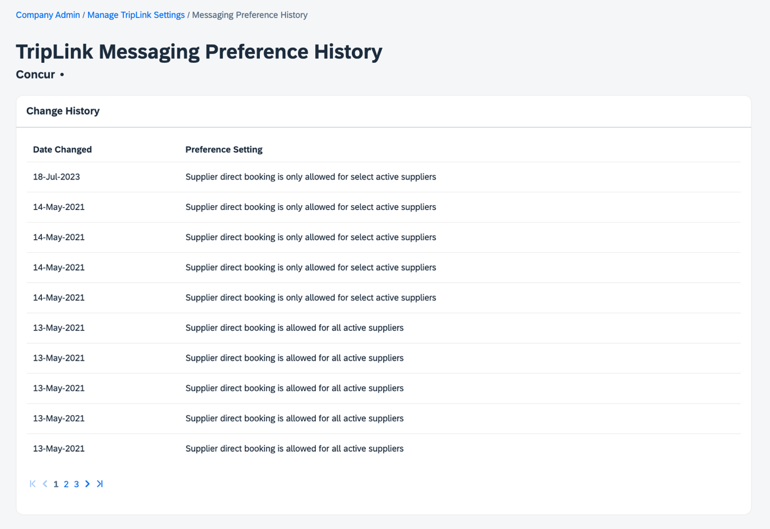 Company Admin / Manage TripLink Settings / Messaging Preference History
TripLink Messaging Preference History
Concur •
Change History
Date Changed Preference Setting
18-Jul-2023 Supplier direct booking is only allowed for select active suppliers
14-May-2021 Supplier direct booking is only allowed for select active suppliers
14-May-2021 Supplier direct booking is only allowed for select active suppliers
14-May-2021 Supplier direct booking is only allowed for select active suppliers
14-May-2021 Supplier direct booking is only allowed for select active suppliers
13-May-2021 Supplier direct booking is allowed for all active suppliers
13-May-2021 Supplier direct booking is allowed for all active suppliers
13-May-2021 Supplier direct booking is allowed for all active suppliers
13-May-2021 Supplier direct booking is allowed for all active suppliers
13-May-2021 Supplier direct booking is allowed for all active suppliers
1 2 3